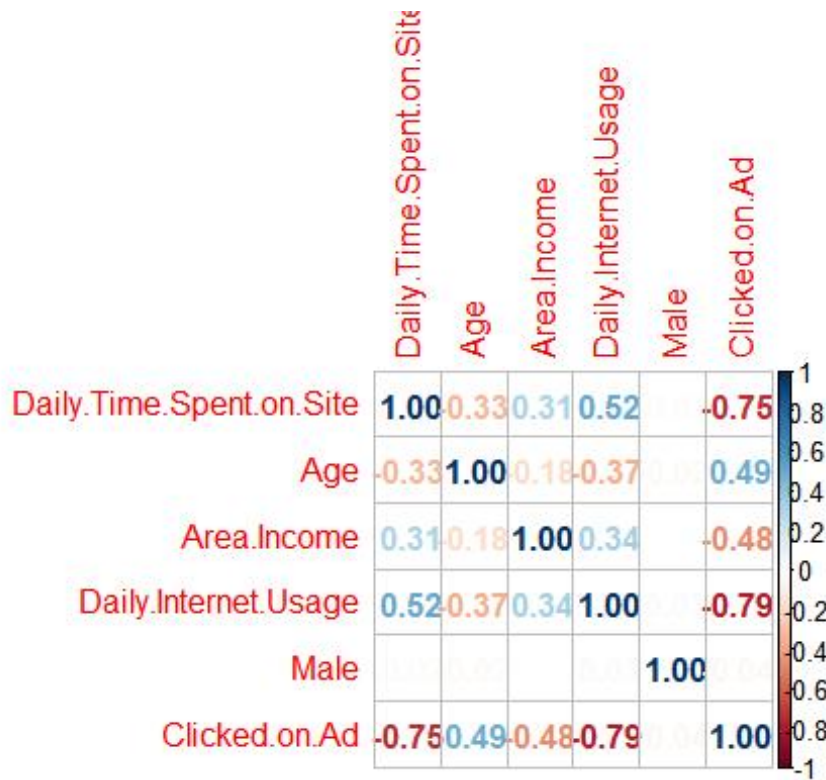 Daily.Time.Spent.on.Site
Age
Area.Income
Daily.Internet.Usage
Male
Clicked.on.Ad
Daily.Time.Spent.on.Site 1.00 -0.33 0.31 0.52 -0.75
Age -0.33 1.00 -0.18 -0.37 0.49
Area.Income 0.31 -0.18 1.00 0.34 -0.48
Daily.Internet.Usage 0.52 -0.37 0.34 1.00 -0.79
Male 1.00
Clicked.on.Ad -0.75 0.49 -0.48 -0.79 1.00
1
0.8
0.6
0.4
0.2
0
-0.2
-0.4
-0.6
-0.8
-1